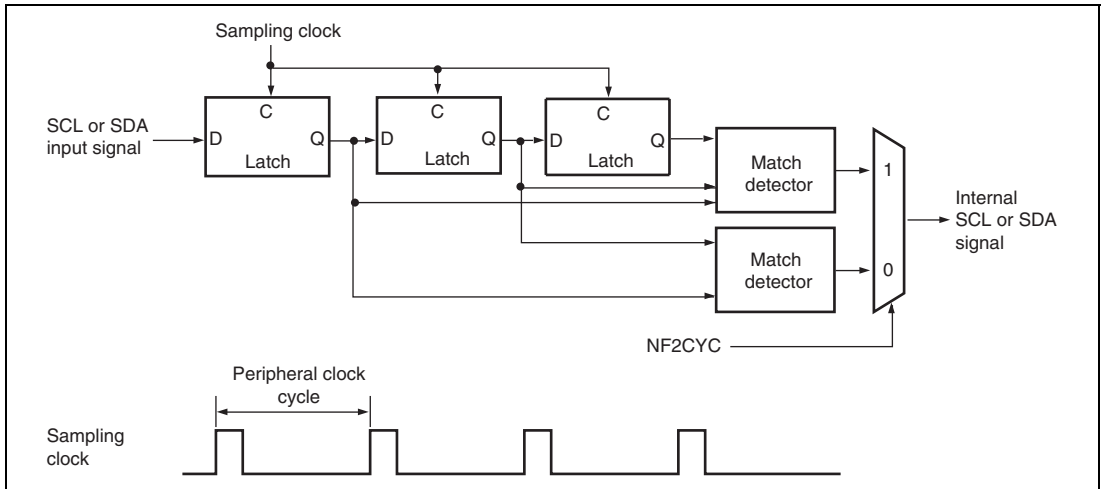 Sampling clock
SCL or SDA
input signal
C
D
Q
Latch
C
D
Q
Latch
C
D
Q
Latch
Match
detector
1
Match
detector
0
Internal
SCL or SDA
signal
NF2CYC
Peripheral clock
cycle
Sampling
clock